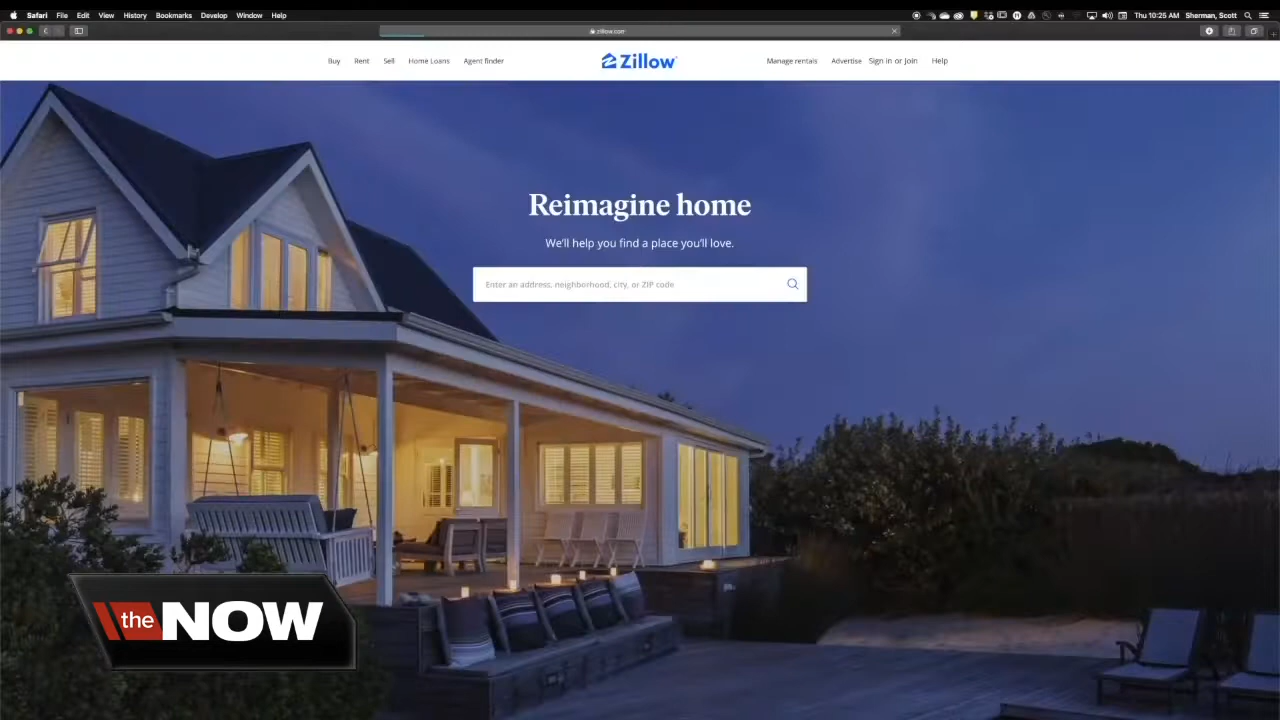 Safari File Edit View History Bookmarks Develop Window Help
Thu 10:25 AM Sherman, Scott
zillow.com
Buy Rent Sell Home Loans Agent finder
Zillow
Manage rentals Advertise Sign in or Join Help
Reimagine home
We'll help you find a place you'll love.
Enter an address, neighborhood, city, or ZIP code
the NOW